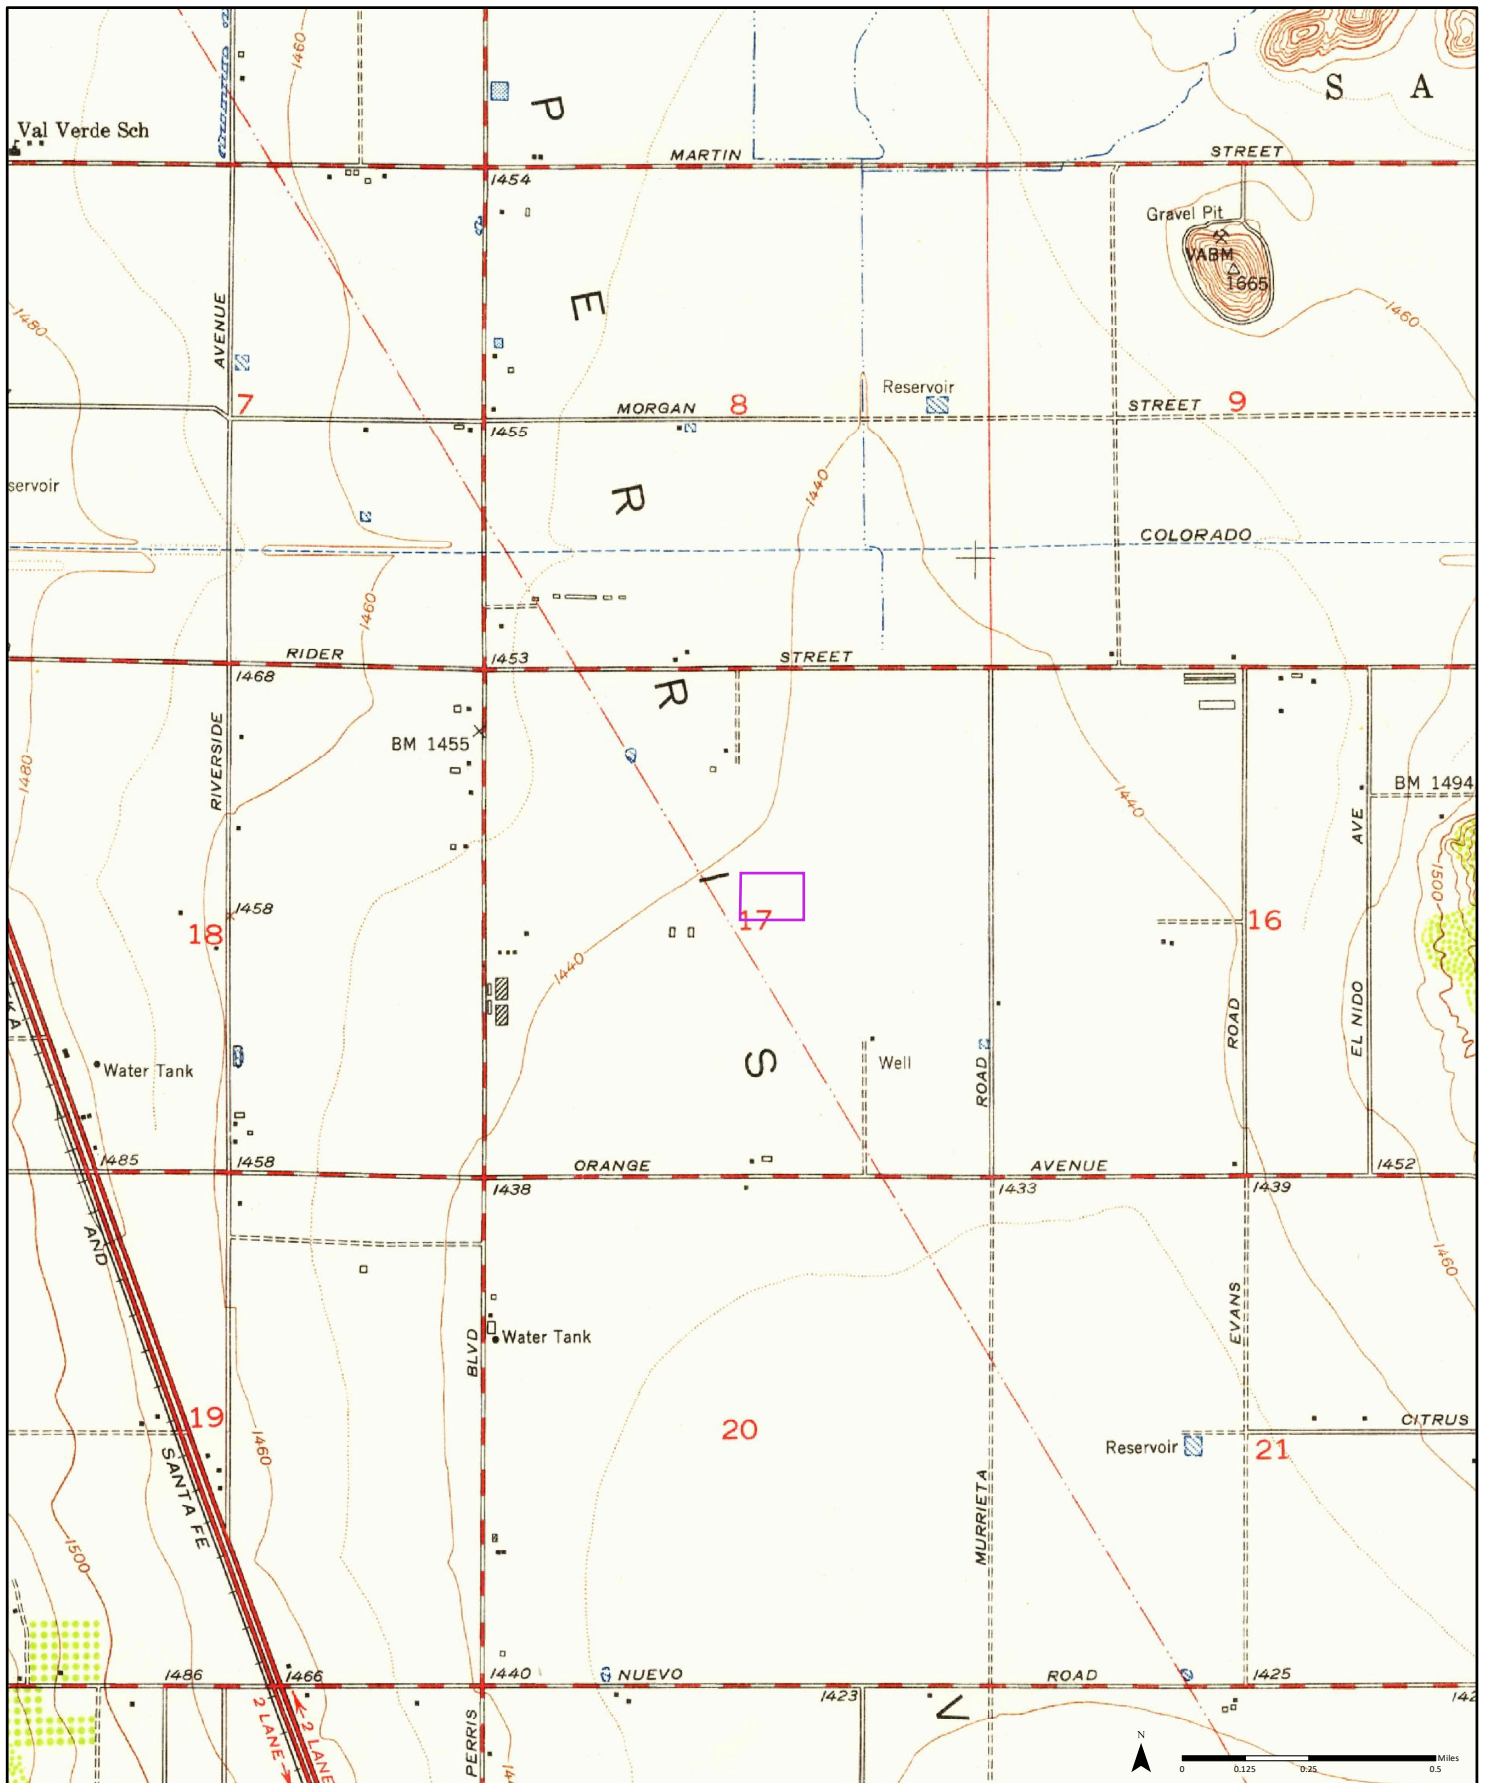 1460
P
S A
Val Verde Sch
MARTIN STREET
1454
Gravel Pit
VABM
1665
AVENUE
E
1480
1460
Reservoir
7
MORGAN
8
STREET
9
1455
servoir
R
1440
COLORADO
1460
RIDER
1453
STREET
1468
R
RIVERSIDE
BM 1455
1480
1440
BM 1494
AVE
I
1500
1458
17
16
18
1440
KA
ROAD
EL NIDO
S
Well
Water Tank
ROAD
1485
1458
ORANGE
AVENUE
1452
1438
1433
1439
AND
1460
EVANS
BLVD
Water Tank
19
20
CITRUS
1460
Reservoir
21
SANTA FE
MURRIETA
1500
1486
1466
1440
NUEVO
ROAD
1425
1423
142
2 LANE
2 LANE
PERRIS
V
14
N
Miles
0 0.125 0.25 0.5